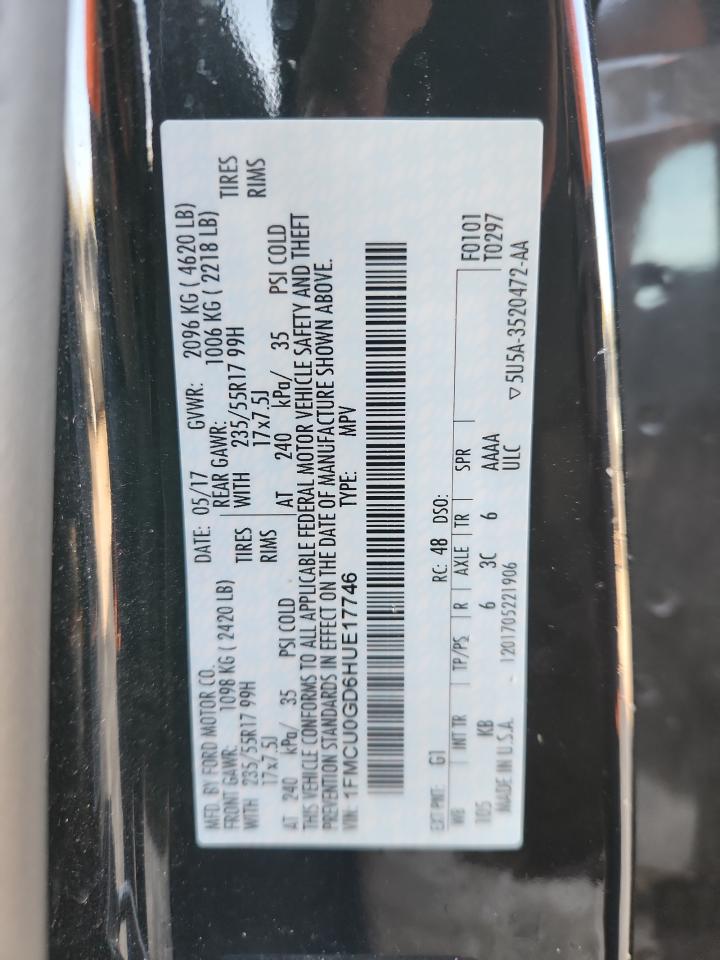 MFD. BY FORD MOTOR CO. DATE: 05/17 GVWR: 2096 KG ( 4620 LB)
FRONT GAWR: 1098 KG ( 2420 LB) REAR GAWR: 1006 KG ( 2218 LB)
WITH 235/55R17 99H TIRES WITH 235/55R17 99H TIRES
17x7.5J RIMS 17x7.5J RIMS
AT 240 kPa/ 35 PSI COLD AT 240 kPa/ 35 PSI COLD
THIS VEHICLE CONFORMS TO ALL APPLICABLE FEDERAL MOTOR VEHICLE SAFETY AND THEFT
PREVENTION STANDARDS IN EFFECT ON THE DATE OF MANUFACTURE SHOWN ABOVE.
VIN: 1FMCU0GD6HUE17746 TYPE: MPV
EXT PNT: G1 RC: 48 DSO: F0101
WB INT TR TP/PS R AXLE TR SPR T0297
105 KB 6 3C 6 AAAA
MADE IN U.S.A. 1201705221906 ULC ▽5U5A-3520472-AA